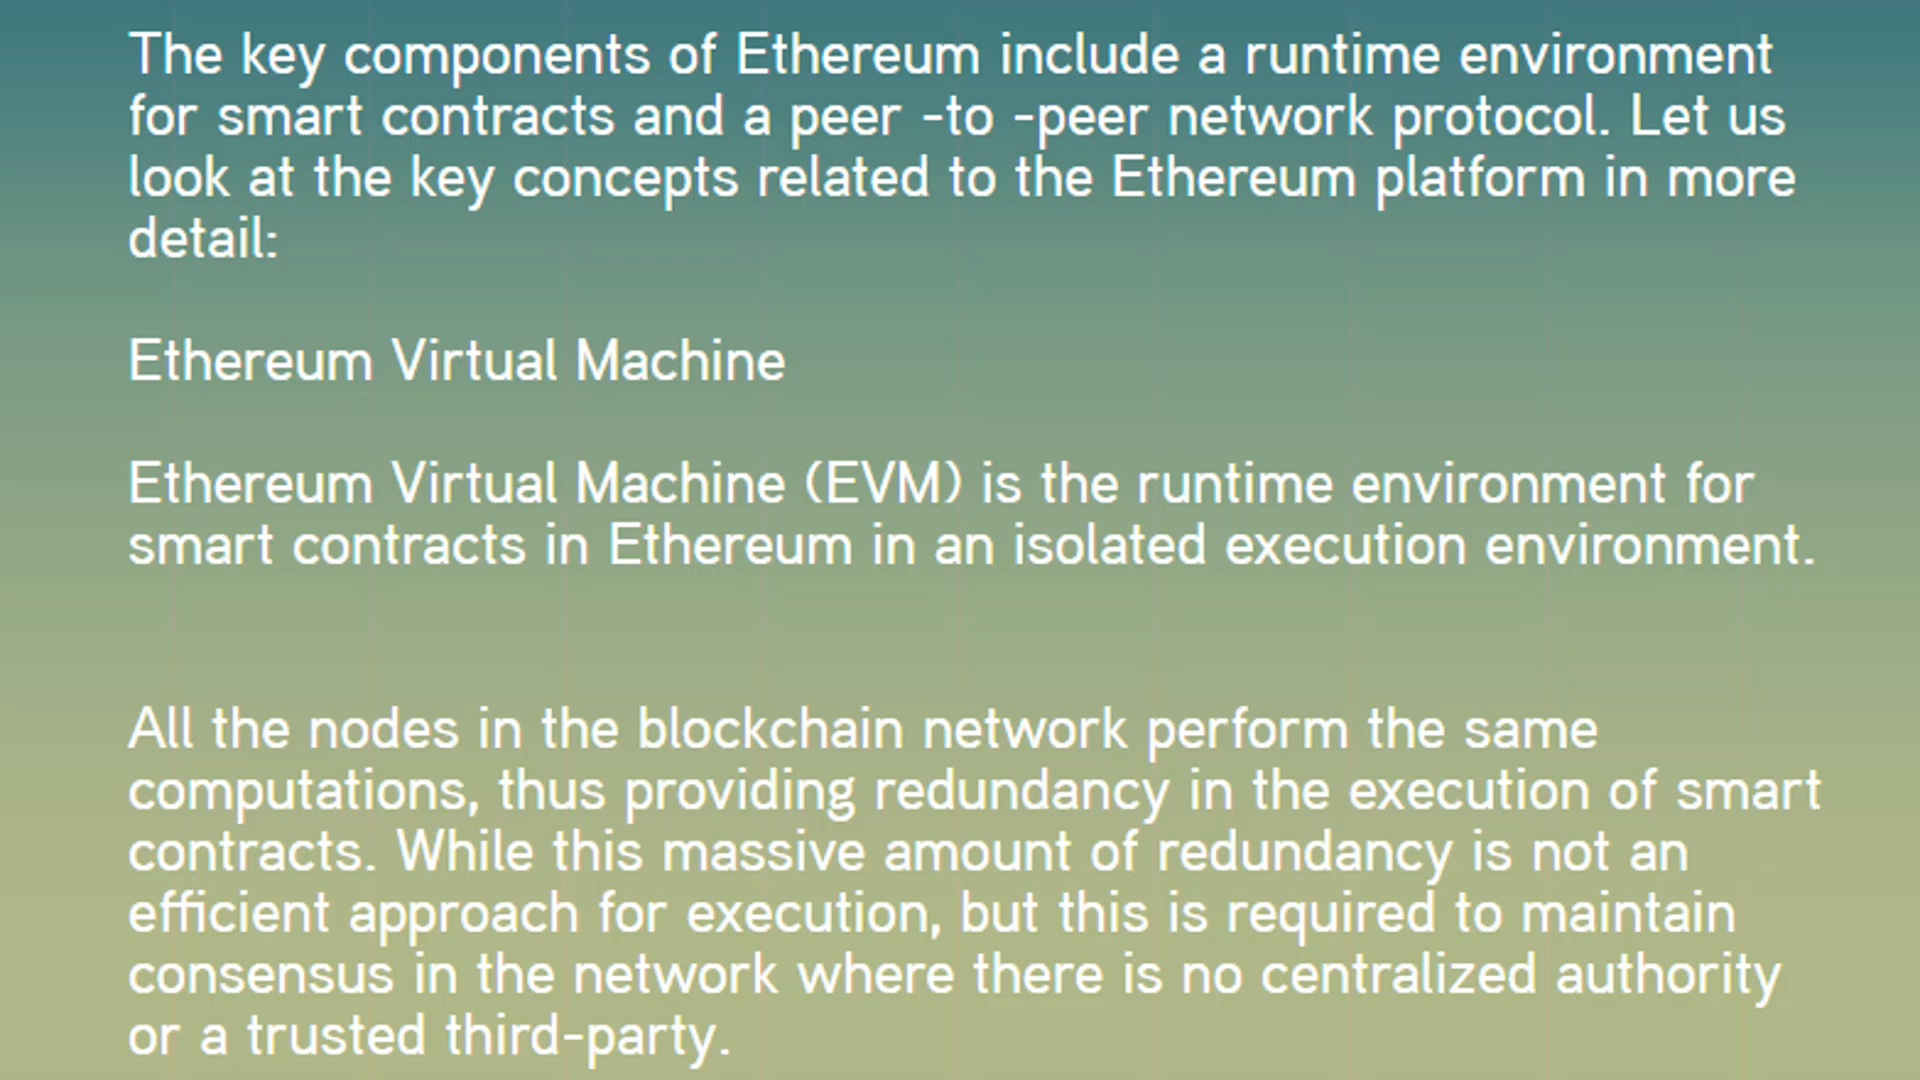 The key components of Ethereum include a runtime environment
for smart contracts and a peer -to -peer network protocol. Let us
look at the key concepts related to the Ethereum platform in more
detail:
Ethereum Virtual Machine
Ethereum Virtual Machine (EVM) is the runtime environment for
smart contracts in Ethereum in an isolated execution environment.
All the nodes in the blockchain network perform the same
computations, thus providing redundancy in the execution of smart
contracts. While this massive amount of redundancy is not an
efficient approach for execution, but this is required to maintain
consensus in the network where there is no centralized authority
or a trusted third-party.